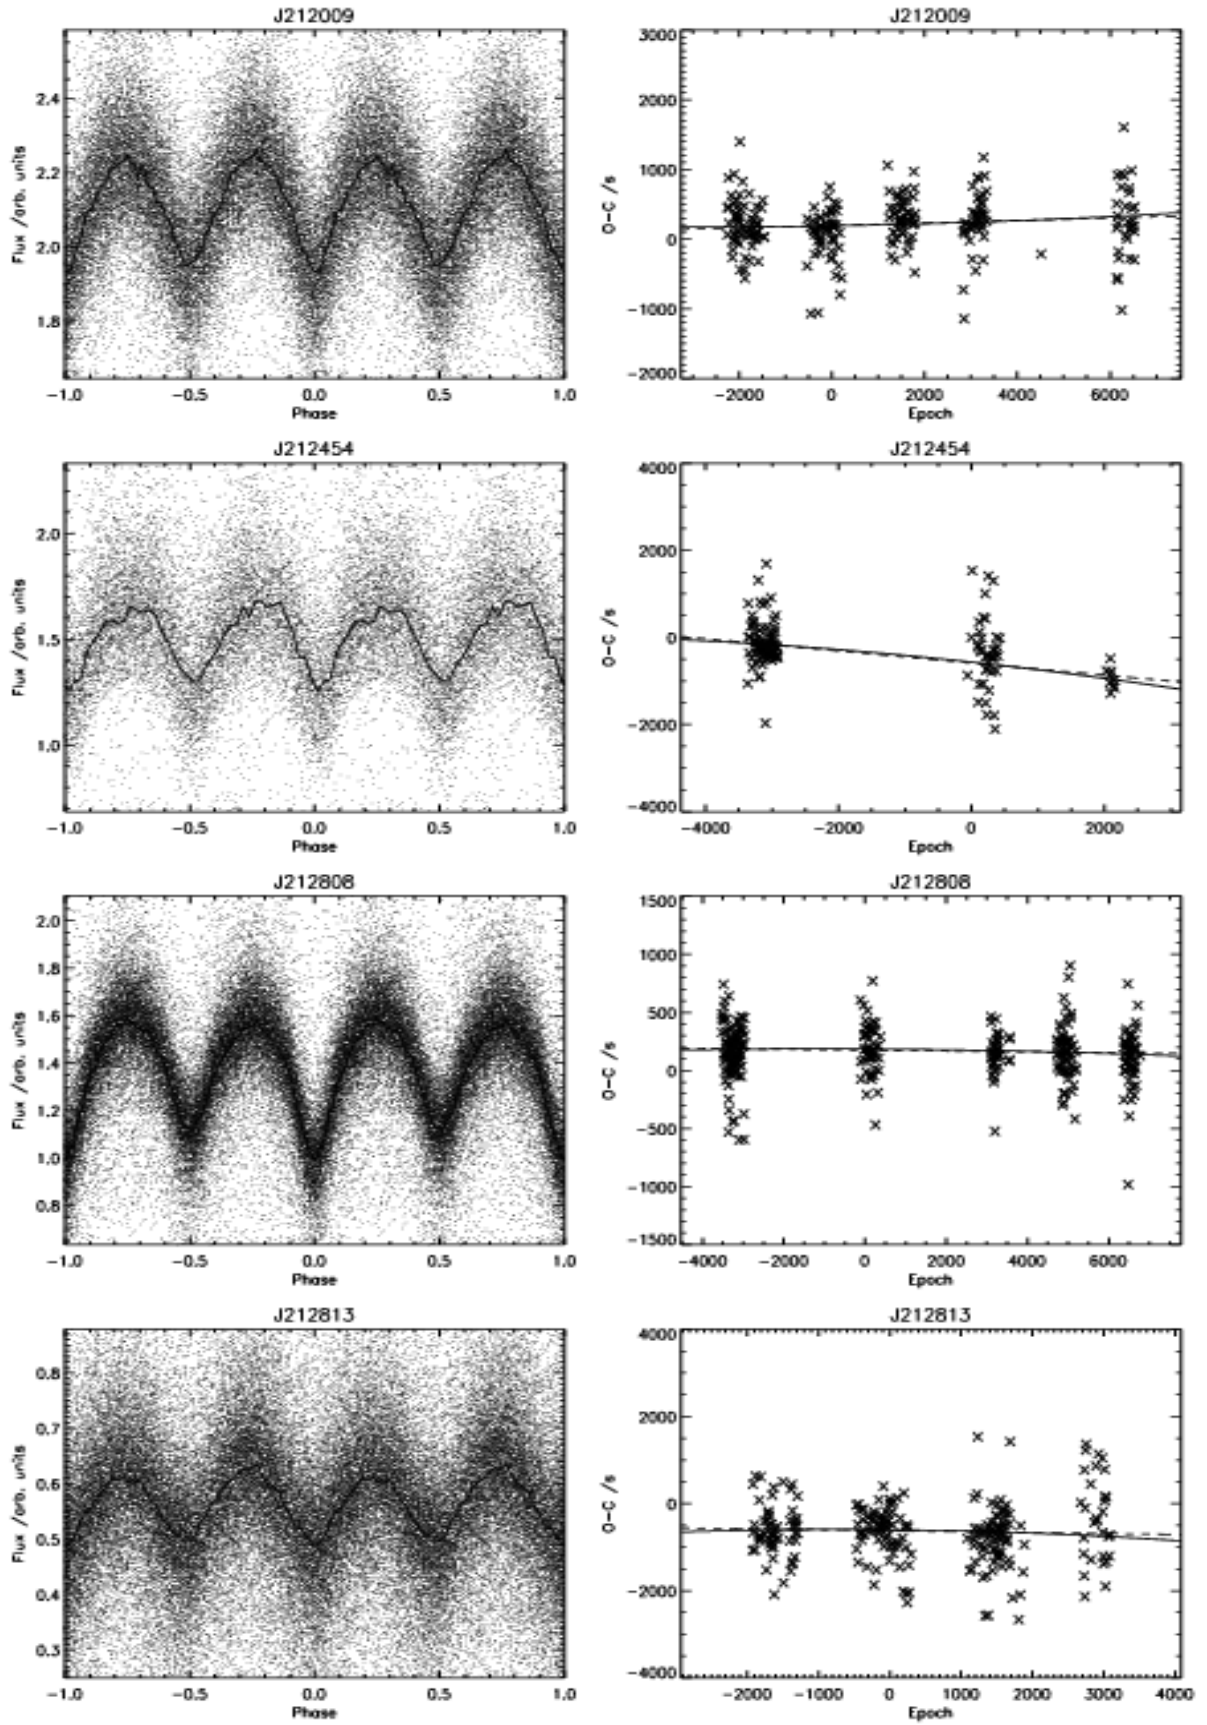 J212009
J212009
2.4
2.2
2.0
1.8
Flux /arb. units
−1.0 −0.5 0.0 0.5 1.0
Phase
3000
2000
1000
0
−1000
−2000
O−C /s
−2000 0 2000 4000 6000
Epoch
J212454
J212454
2.0
1.5
1.0
Flux /arb. units
−1.0 −0.5 0.0 0.5 1.0
Phase
4000
2000
0
−2000
−4000
O−C /s
−4000 −2000 0 2000
Epoch
J212808
J212808
2.0
1.8
1.6
1.4
1.2
1.0
0.8
Flux /arb. units
−1.0 −0.5 0.0 0.5 1.0
Phase
1500
1000
500
0
−500
−1000
−1500
O−C /s
−4000 −2000 0 2000 4000 6000
Epoch
J212813
J212813
0.8
0.7
0.6
0.5
0.4
0.3
Flux /arb. units
−1.0 −0.5 0.0 0.5 1.0
Phase
4000
2000
0
−2000
−4000
O−C /s
−2000 −1000 0 1000 2000 3000 4000
Epoch